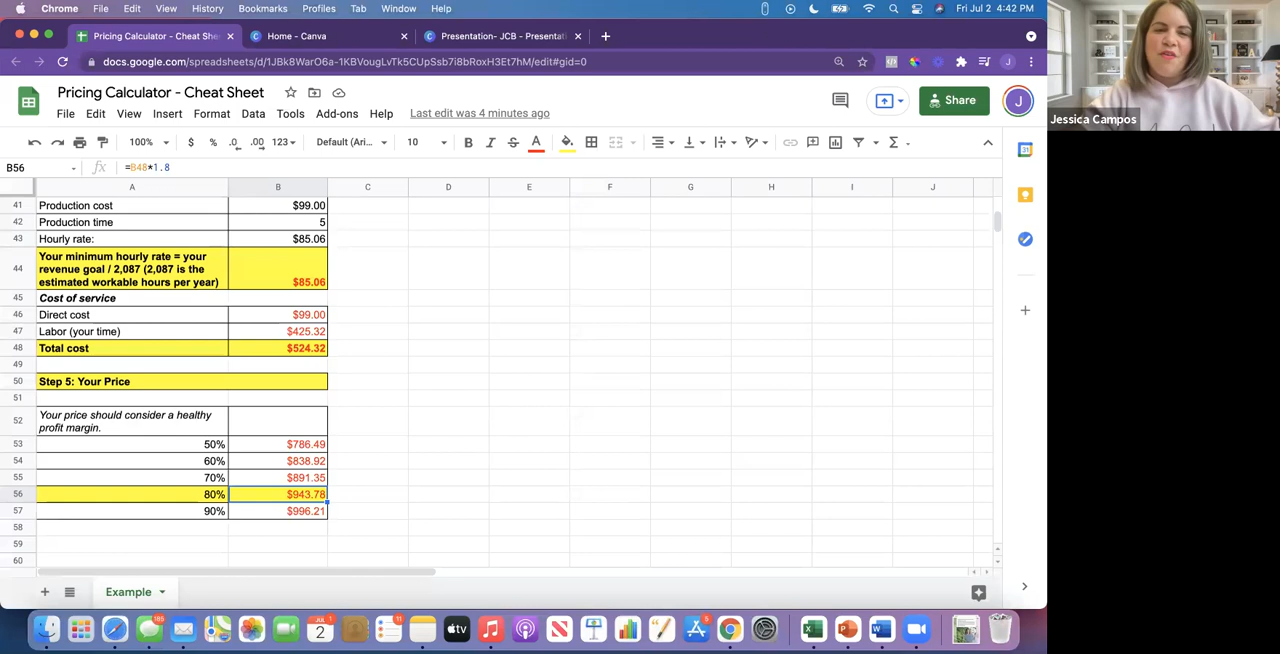 Chrome File Edit View History Bookmarks Profiles Tab Window Help Fri Jul 2 4:42 PM
Pricing Calculator - Cheat She Home - Canva Presentation- JCB - Presentati
docs.google.com/spreadsheets/d/1JBk8WarO6a-1KBVougLvTk5CUpSsb7i8bRoxH3Et7hM/edit#gid=0
Pricing Calculator - Cheat Sheet
Share
J
File Edit View Insert Format Data Tools Add-ons Help Last edit was 4 minutes ago
100% $ % .0 .00 123 Default (Ari... 10 B I S A
B56 fx =B48*1.8
A B C D E F G H I J
41 Production cost $99.00
42 Production time 5
43 Hourly rate: $85.06
44 Your minimum hourly rate = your
revenue goal / 2,087 (2,087 is the
estimated workable hours per year) $85.06
45 Cost of service
46 Direct cost $99.00
47 Labor (your time) $425.32
48 Total cost $524.32
49
50 Step 5: Your Price
51
52 Your price should consider a healthy
profit margin.
53 50% $786.49
54 60% $838.92
55 70% $891.35
56 80% $943.78
57 90% $996.21
58
59
60
Example
Jessica Campos